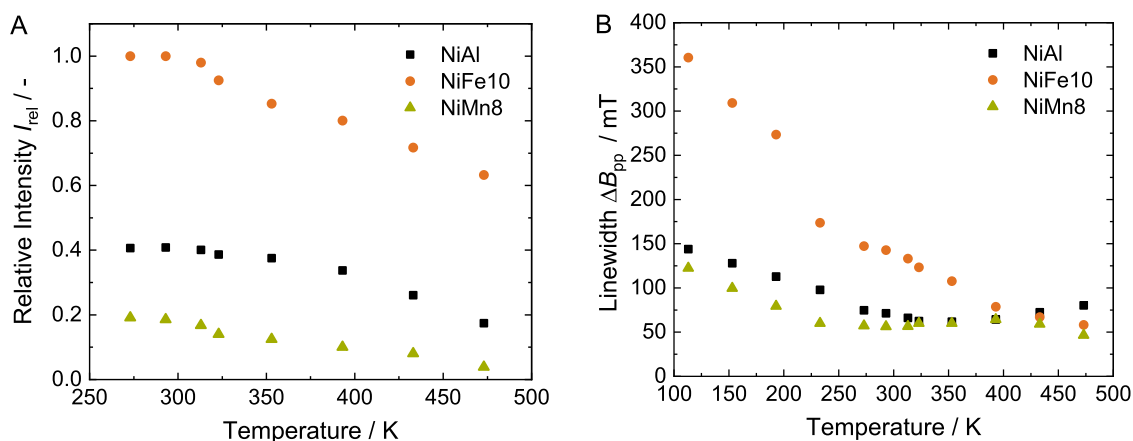 A
NiAl
NiFe10
NiMn8
1.0
0.8
0.6
0.4
0.2
0.0
Relative Intensity Irel / -
250 300 350 400 450 500
Temperature / K
B
NiAl
NiFe10
NiMn8
400
350
300
250
200
150
100
50
0
Linewidth ΔBpp / mT
100 150 200 250 300 350 400 450 500
Temperature / K